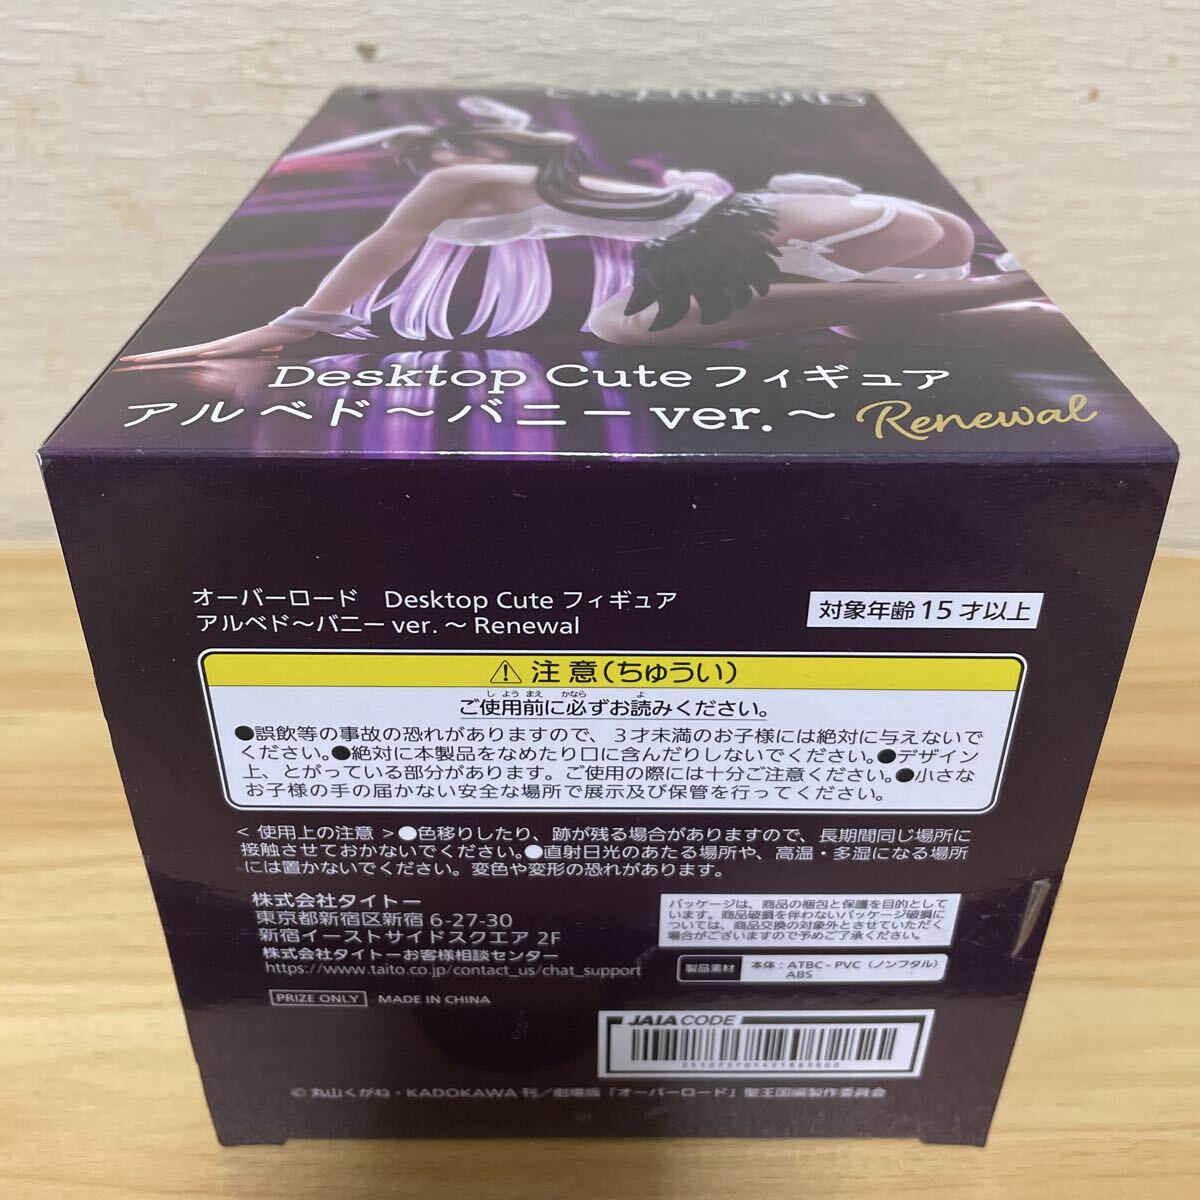 Desktop Cute フィギュア
アルベド～バニー ver.～ Renewal
オーバーロード Desktop Cute フィギュア
アルベド～バニー ver.～ Renewal
対象年齢 15 才以上
注意(ちゅうい)
しようまえ かなら よ
ご使用前に必ずお読みください。
●誤飲等の事故の恐れがありますので、3才未満のお子様には絶対に与えないで
ください。●絶対に本製品をなめたり口に含んだりしないでください。●デザイン
上、とがっている部分があります。ご使用の際には十分ご注意ください。●小さな
お子様の手の届かない安全な場所で展示及び保管を行ってください。
< 使用上の注意 >●色移りしたり、跡が残る場合がありますので、長期間同じ場所に
接触させておかないでください。●直射日光のあたる場所や、高温・多湿になる場所
には置かないでください。変色や変形の恐れがあります。
株式会社タイトー
東京都新宿区新宿 6-27-30
新宿イーストサイドスクエア 2F
株式会社タイトーお客様相談センター
https://www.taito.co.jp/contact_us/chat_support
パッケージは、商品の梱包と保護を目的として
います。商品破損を伴わないパッケージ破損に
ついては、商品交換の対象外とさせていただく
場合がございますので予めご了承ください。
製品素材 本体：ATBC-PVC（ノンフタル）
ABS
PRIZE ONLY MADE IN CHINA
JAIA CODE
© 丸山くがね・KADOKAWA 刊／劇場版「オーバーロード」聖王国編製作委員会